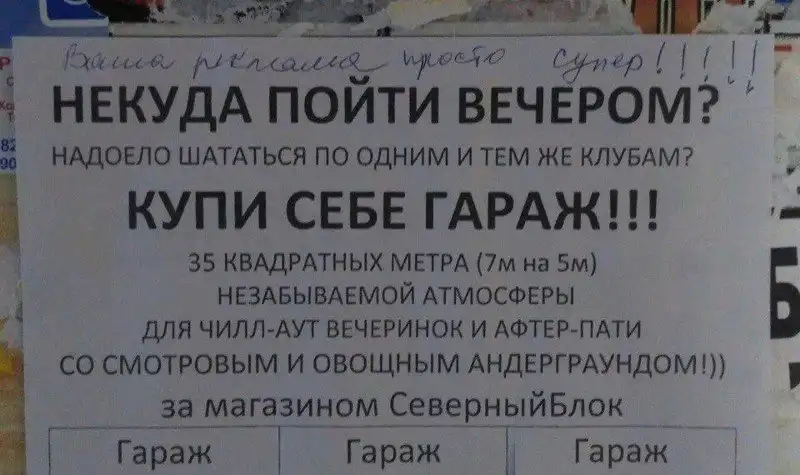 Ваша реклама просто супер!!!!!
НЕКУДА ПОЙТИ ВЕЧЕРОМ?
НАДОЕЛО ШАТАТЬСЯ ПО ОДНИМ И ТЕМ ЖЕ КЛУБАМ?
КУПИ СЕБЕ ГАРАЖ!!!
35 КВАДРАТНЫХ МЕТРА (7м на 5м)
НЕЗАБЫВАЕМОЙ АТМОСФЕРЫ
ДЛЯ ЧИЛЛ-АУТ ВЕЧЕРИНОК И АФТЕР-ПАТИ
СО СМОТРОВЫМ И ОВОЩНЫМ АНДЕРГРАУНДОМ!))
за магазином СеверныйБлок
Гараж Гараж Гараж